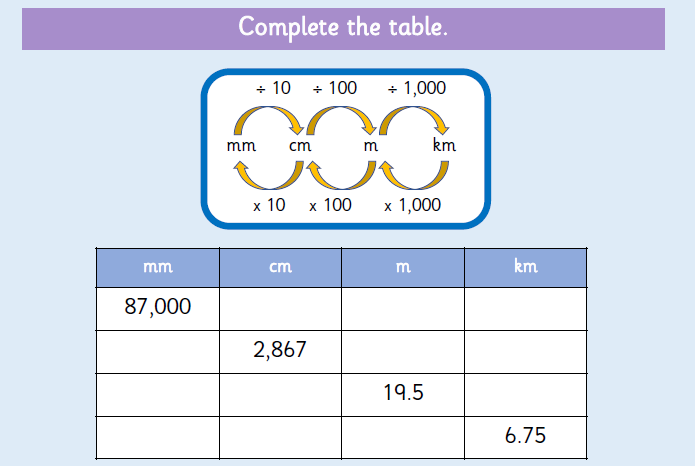 Complete the table.
÷ 10 ÷ 100 ÷ 1,000
mm cm m km
x 10 x 100 x 1,000
mm cm m km
87,000
2,867
19.5
6.75